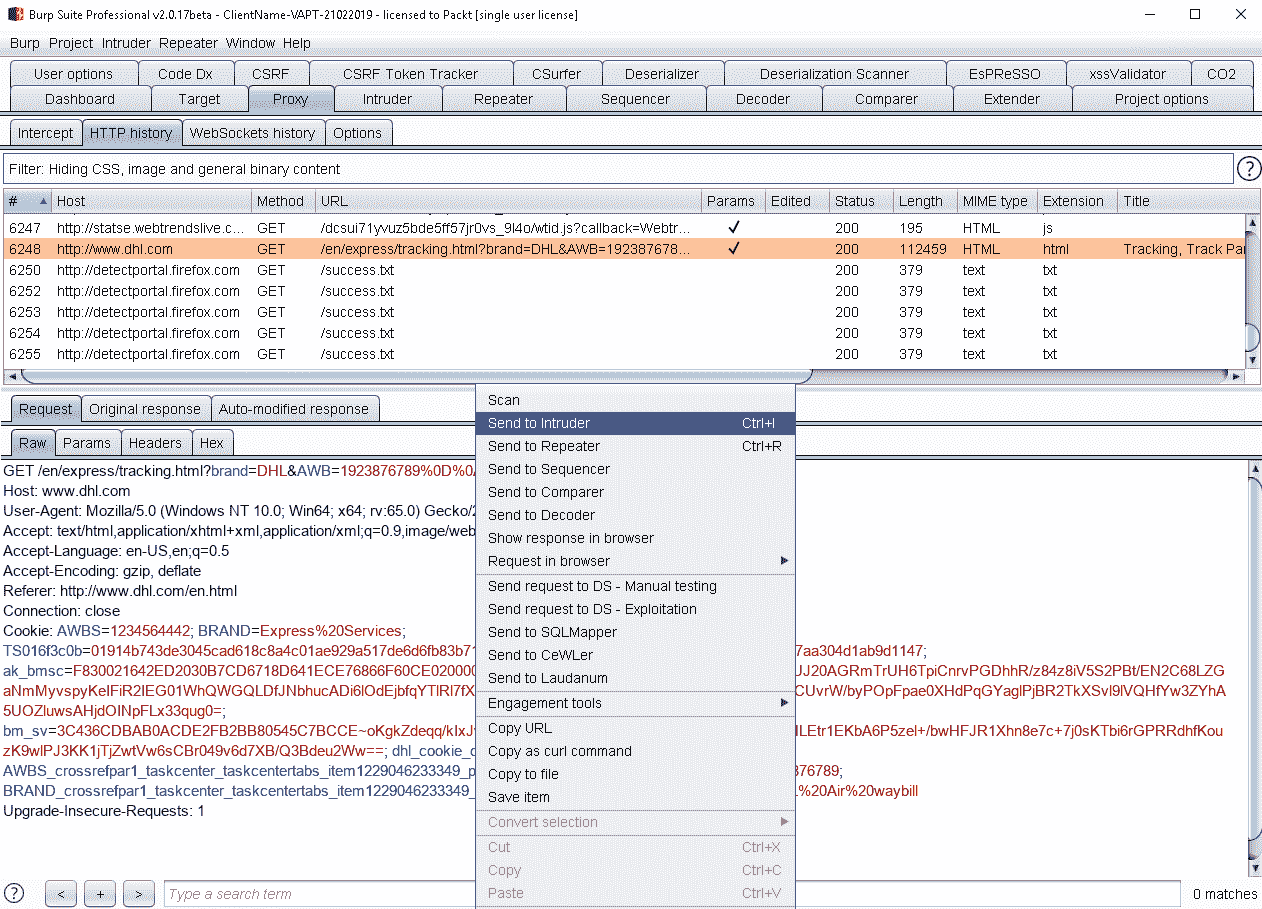 Burp Suite Professional v2.0.17beta - ClientName-VAPT-21022019 - licensed to Packt [single user license]
Burp Project Intruder Repeater Window Help
User options Code Dx CSRF CSRF Token Tracker CSurfer Deserializer Deserialization Scanner EsPReSSO xssValidator CO2
Dashboard Target Proxy Intruder Repeater Sequencer Decoder Comparer Extender Project options
Intercept HTTP history WebSockets history Options
Filter: Hiding CSS, image and general binary content ?
# Host Method URL Params Edited Status Length MIME type Extension Title
6247 http://statse.webtrendslive.c... GET /dcsui71yvuz5bde5ff57jr0vs_9l4o/wtid.js?callback=Webtr... ✓ 200 195 HTML js
6248 http://www.dhl.com GET /en/express/tracking.html?brand=DHL&AWB=192387678... ✓ 200 112459 HTML html Tracking, Track Par
6250 http://detectportal.firefox.com GET /success.txt 200 379 text txt
6252 http://detectportal.firefox.com GET /success.txt 200 379 text txt
6253 http://detectportal.firefox.com GET /success.txt 200 379 text txt
6254 http://detectportal.firefox.com GET /success.txt 200 379 text txt
6255 http://detectportal.firefox.com GET /success.txt 200 379 text txt
Request Original response Auto-modified response
Raw Params Headers Hex
GET /en/express/tracking.html?brand=DHL&AWB=1923876789%0D%0
Host: www.dhl.com
User-Agent: Mozilla/5.0 (Windows NT 10.0; Win64; x64; rv:65.0) Gecko/2
Accept: text/html,application/xhtml+xml,application/xml;q=0.9,image/web
Accept-Language: en-US,en;q=0.5
Accept-Encoding: gzip, deflate
Referer: http://www.dhl.com/en.html
Connection: close
Cookie: AWBS=1234564442; BRAND=Express%20Services;
TS016f3c0b=01914b743de3045cad618c8a4c01ae929a517de6d6fb83b71 7aa304d1ab9d1147;
ak_bmsc=F830021642ED2030B7CD6718D641ECE76866F60CE020000 JJ20AGRmTrUH6TpiCnrvPGDhhR/z84z8iV5S2PBt/EN2C68LZG
aNmMyvspyKeIFiR2IEG01WhQWGQLDfJNbhucADi6lOdEjbfqYTlRl7fX CUvrW/byPOpFpae0XHdPqGYaglPjBR2TkXSvl9lVQHfYw3ZYhA
5UOZluwsAHjdOINpFLx33qug0=;
bm_sv=3C436CDBAB0ACDE2FB2BB80545C7BCCE~oKgkZdeqq/kIxJ ILEtr1EKbA6P5zel+/bwHFJR1Xhn8e7c+7j0sKTbi6rGPRRdhfKou
zK9wlPJ3KK1jTjZwtVw6sCBr049v6d7XB/Q3Bdeu2Ww==; dhl_cookie_
AWBS_crossrefpar1_taskcenter_taskcentertabs_item1229046233349_p 376789;
BRAND_crossrefpar1_taskcenter_taskcentertabs_item1229046233349_ L%20Air%20waybill
Upgrade-Insecure-Requests: 1
Scan
Send to Intruder Ctrl+I
Send to Repeater Ctrl+R
Send to Sequencer
Send to Comparer
Send to Decoder
Show response in browser
Request in browser
Send request to DS - Manual testing
Send request to DS - Exploitation
Send to SQLMapper
Send to CeWLer
Send to Laudanum
Engagement tools
Copy URL
Copy as curl command
Copy to file
Save item
Convert selection
Cut Ctrl+X
Copy Ctrl+C
Paste Ctrl+V
? < + > Type a search term 0 matches